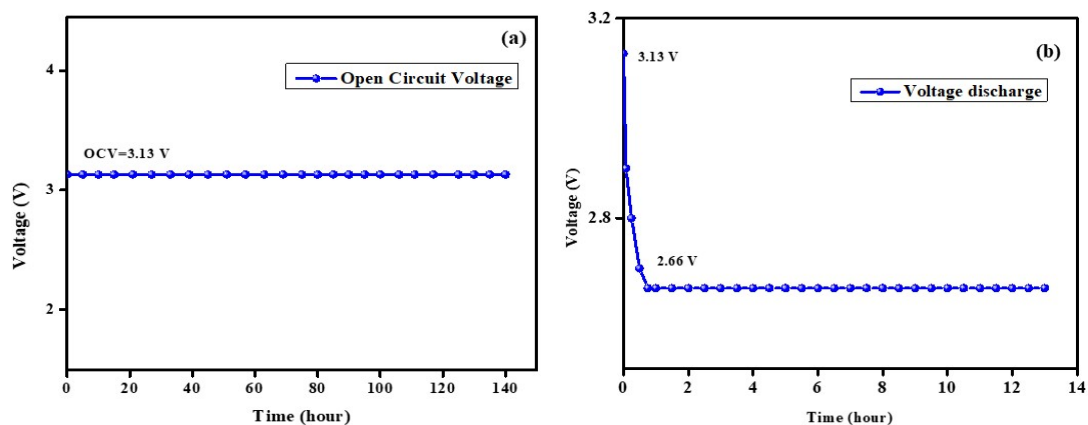 (a)
Open Circuit Voltage
OCV=3.13 V
Voltage (V)
4
3
2
0 20 40 60 80 100 120 140
Time (hour)
(b)
Voltage discharge
3.13 V
2.66 V
Voltage (V)
3.2
2.8
0 2 4 6 8 10 12 14
Time (hour)